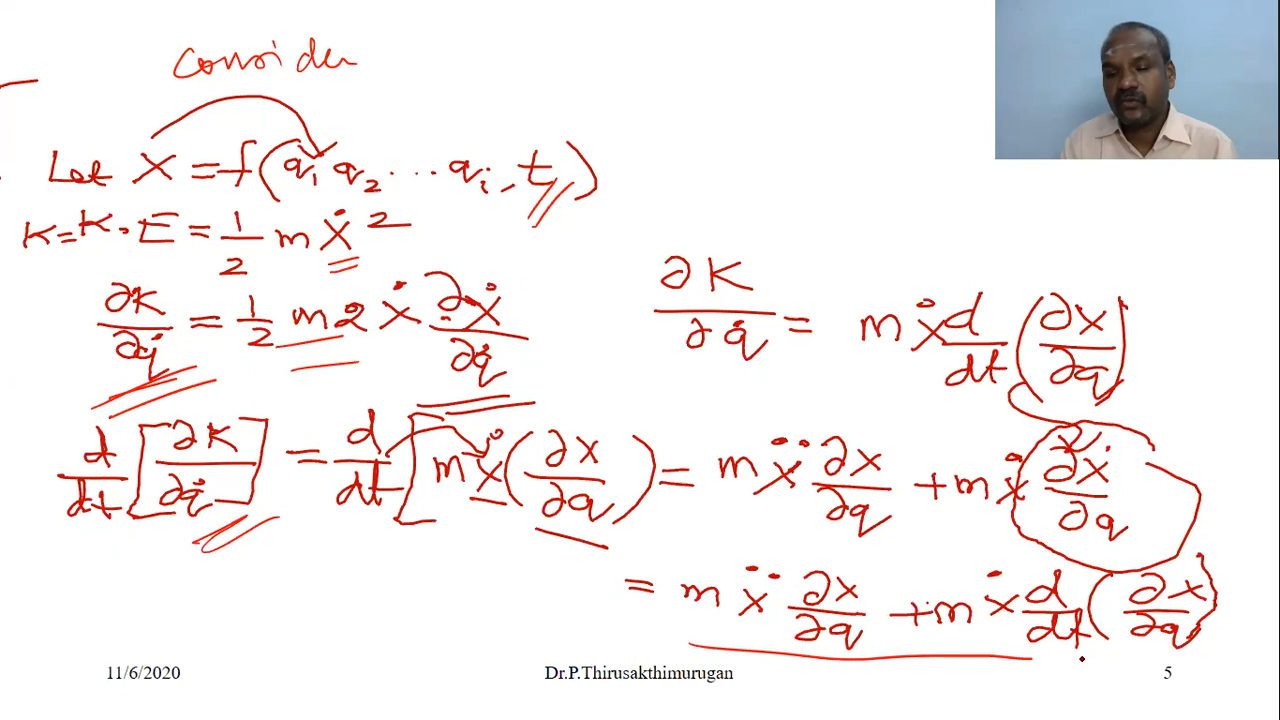 Consider
Let x = f(q₁ q₂ ... qᵢ, t)
K = K.E = 1/2 m ẋ²
∂K/∂q̇ = 1/2 m 2 ẋ ∂ẋ/∂q̇
∂K/∂q̇ = m ẋ d/dt (∂x/∂q)
d/dt [∂K/∂q̇] = d/dt [m ẋ (∂x/∂q) = m ẍ ∂x/∂q + m ẋ ∂ẋ/∂q
= m ẍ ∂x/∂q + m ẋ d/dt (∂x/∂q)
11/6/2020 Dr.P.Thirusakthimurugan 5